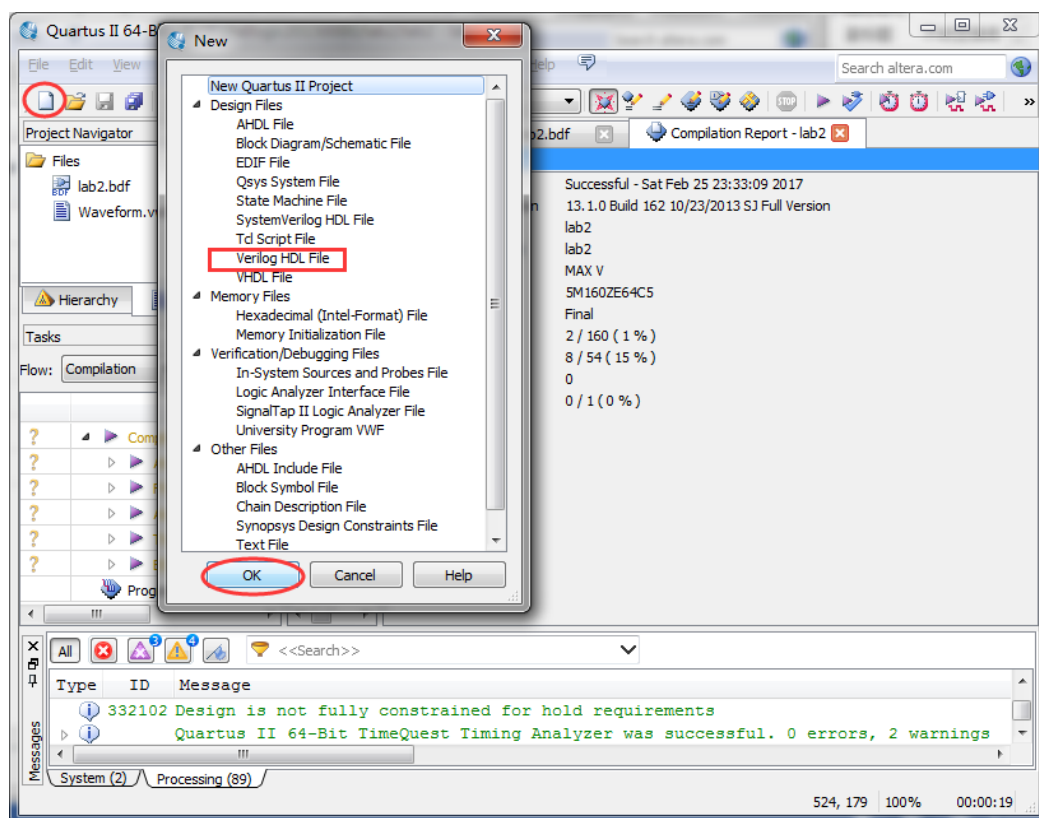 Quartus II 64-B
New
File Edit View
Help
Search altera.com
New Quartus II Project
Design Files
AHDL File
Block Diagram/Schematic File
EDIF File
Qsys System File
State Machine File
SystemVerilog HDL File
Tcl Script File
Verilog HDL File
VHDL File
Memory Files
Hexadecimal (Intel-Format) File
Memory Initialization File
Verification/Debugging Files
In-System Sources and Probes File
Logic Analyzer Interface File
SignalTap II Logic Analyzer File
University Program VWF
Other Files
AHDL Include File
Block Symbol File
Chain Description File
Synopsys Design Constraints File
Text File
OK Cancel Help
STOP
»
Project Navigator
Files
BDF lab2.bdf
Waveform.v
Hierarchy
Tasks
Flow: Compilation
? Com
?
?
?
?
?
Prog
b2.bdf
Compilation Report - lab2
Successful - Sat Feb 25 23:33:09 2017
n 13.1.0 Build 162 10/23/2013 SJ Full Version
lab2
lab2
MAX V
5M160ZE64C5
Final
2 / 160 ( 1 % )
8 / 54 ( 15 % )
0
0 / 1 ( 0 % )
All 3 4 <<Search>>
Type ID Message
332102 Design is not fully constrained for hold requirements
Quartus II 64-Bit TimeQuest Timing Analyzer was successful. 0 errors, 2 warnings
Messages
System (2) Processing (89)
524, 179 100% 00:00:19